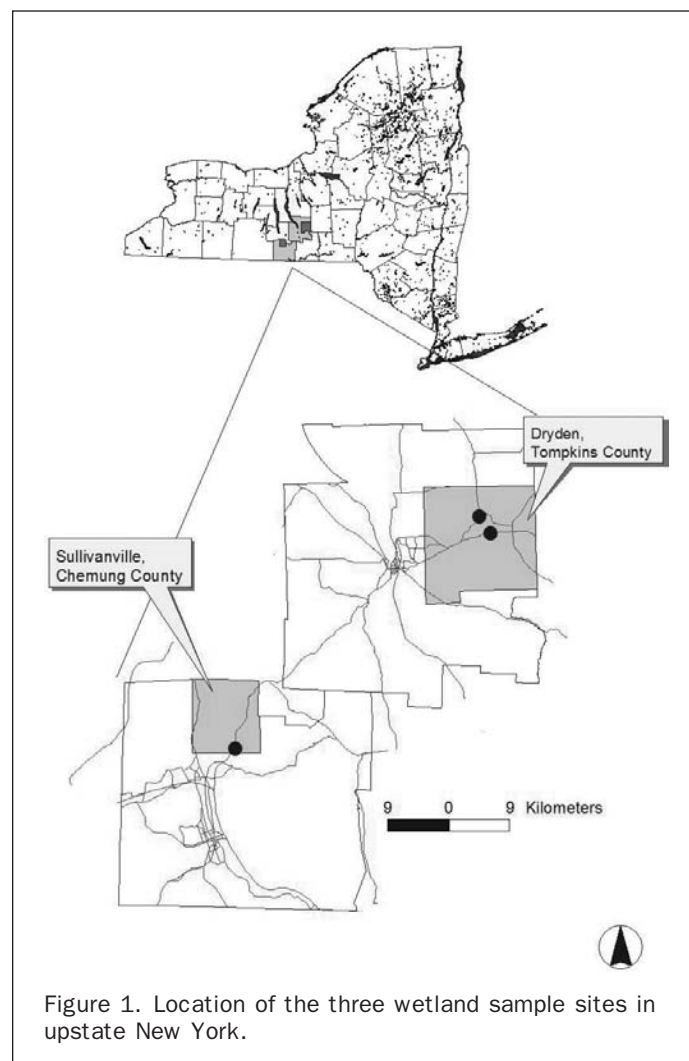 Dryden,
Tompkins County
Sullivanville,
Chemung County
9 0 9 Kilometers
Figure 1. Location of the three wetland sample sites in
upstate New York.